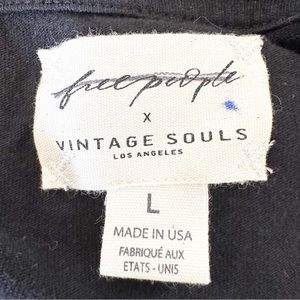 free people
X
VINTAGE SOULS
LOS ANGELES
L
MADE IN USA
FABRIQUÉ AUX
ETATS - UNIS